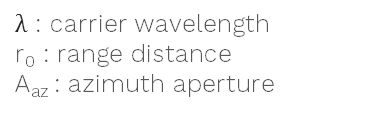 λ : carrier wavelength
r₀ : range distance
Aaz : azimuth aperture